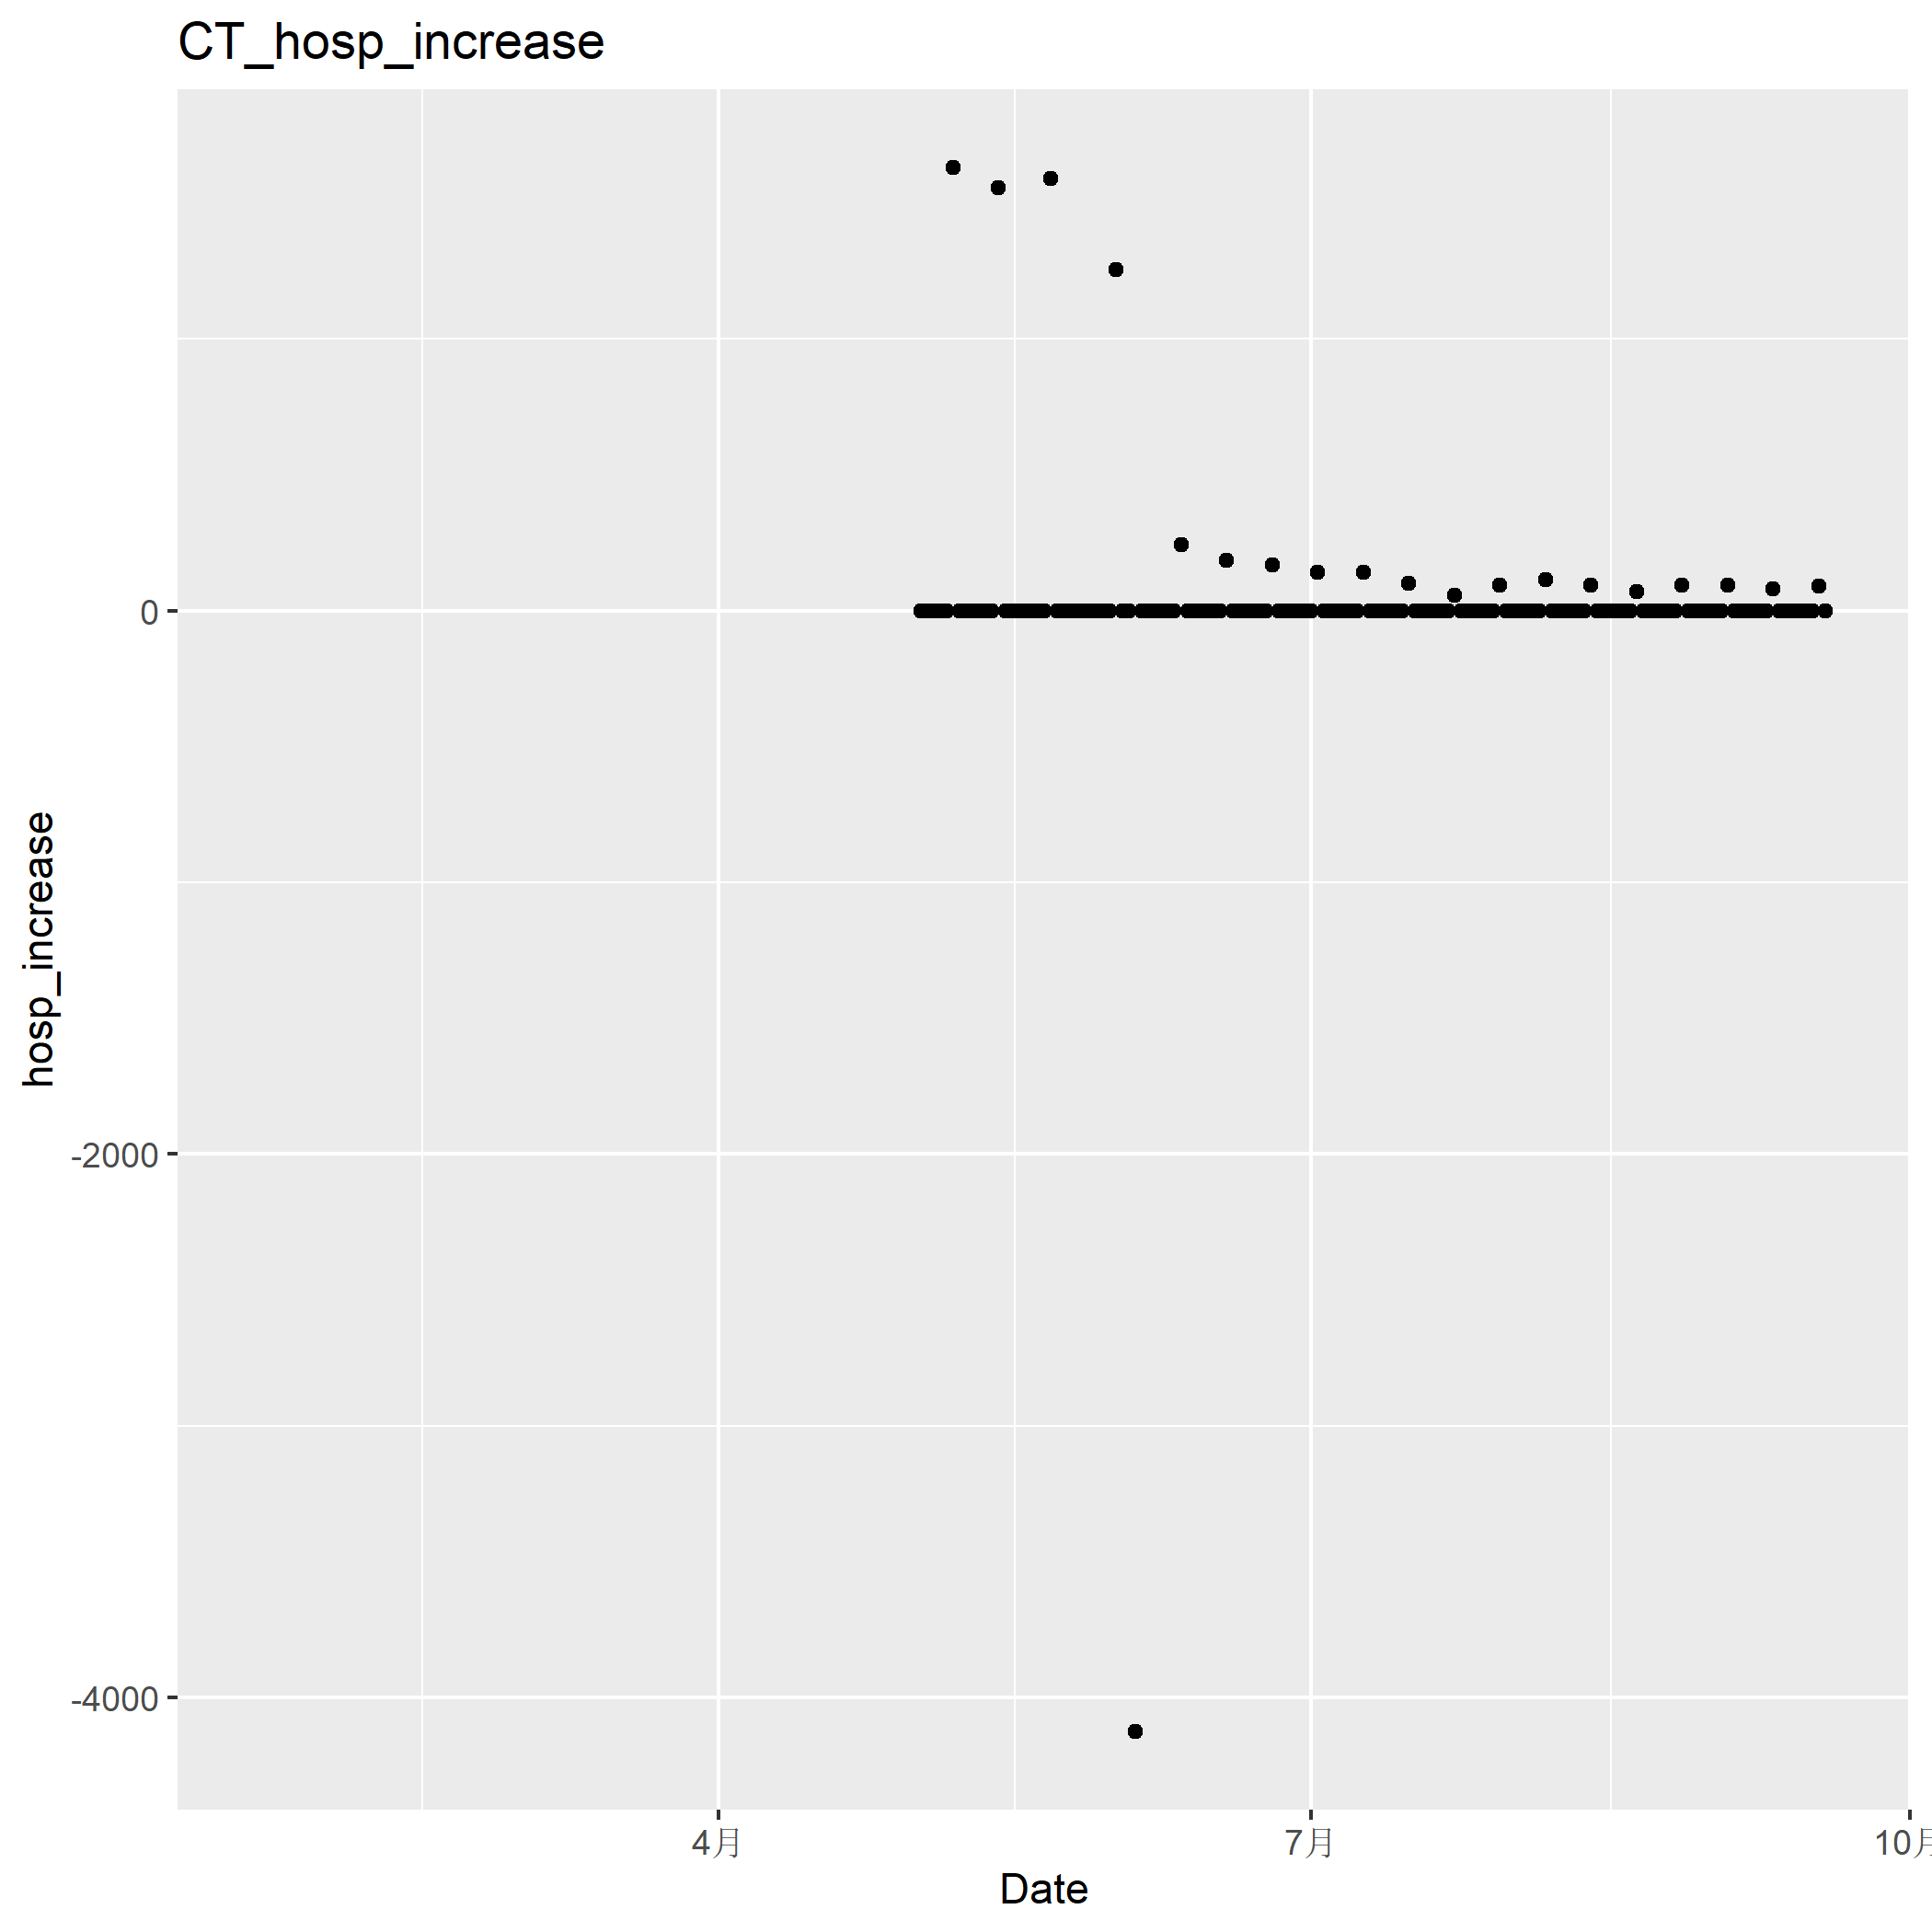 CT_hosp_increase
hosp_increase
0
-2000
-4000
4月
7月
10月
Date